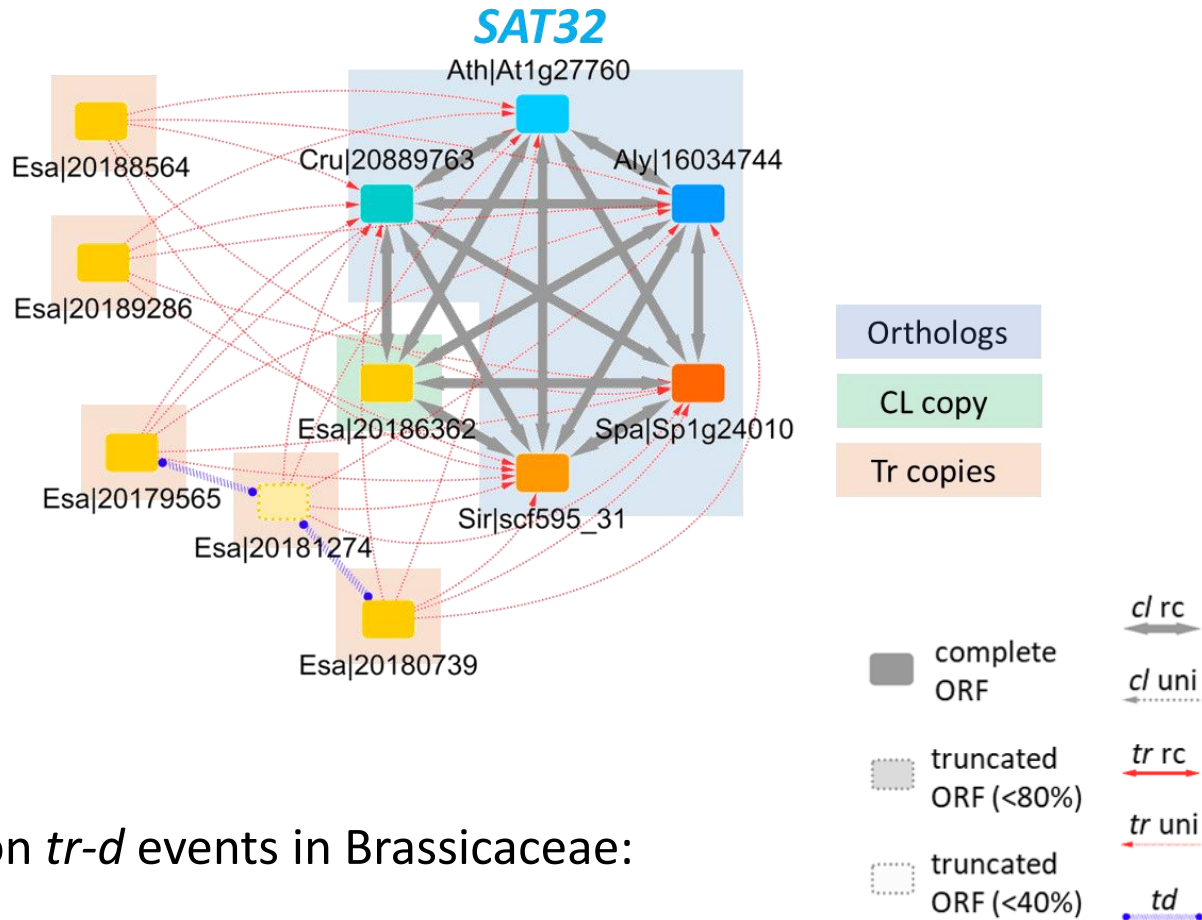 SAT32
Ath|At1g27760
Esa|20188564
Cru|20889763
Aly|16034744
Esa|20189286
Orthologs
CL copy
Esa|20186362
Spa|Sp1g24010
Tr copies
Esa|20179565
Sir|scf595_31
Esa|20181274
Esa|20180739
cl rc
complete
ORF
cl uni
truncated
ORF (<80%)
tr rc
tr uni
on tr-d events in Brassicaceae:
truncated
ORF (<40%)
td